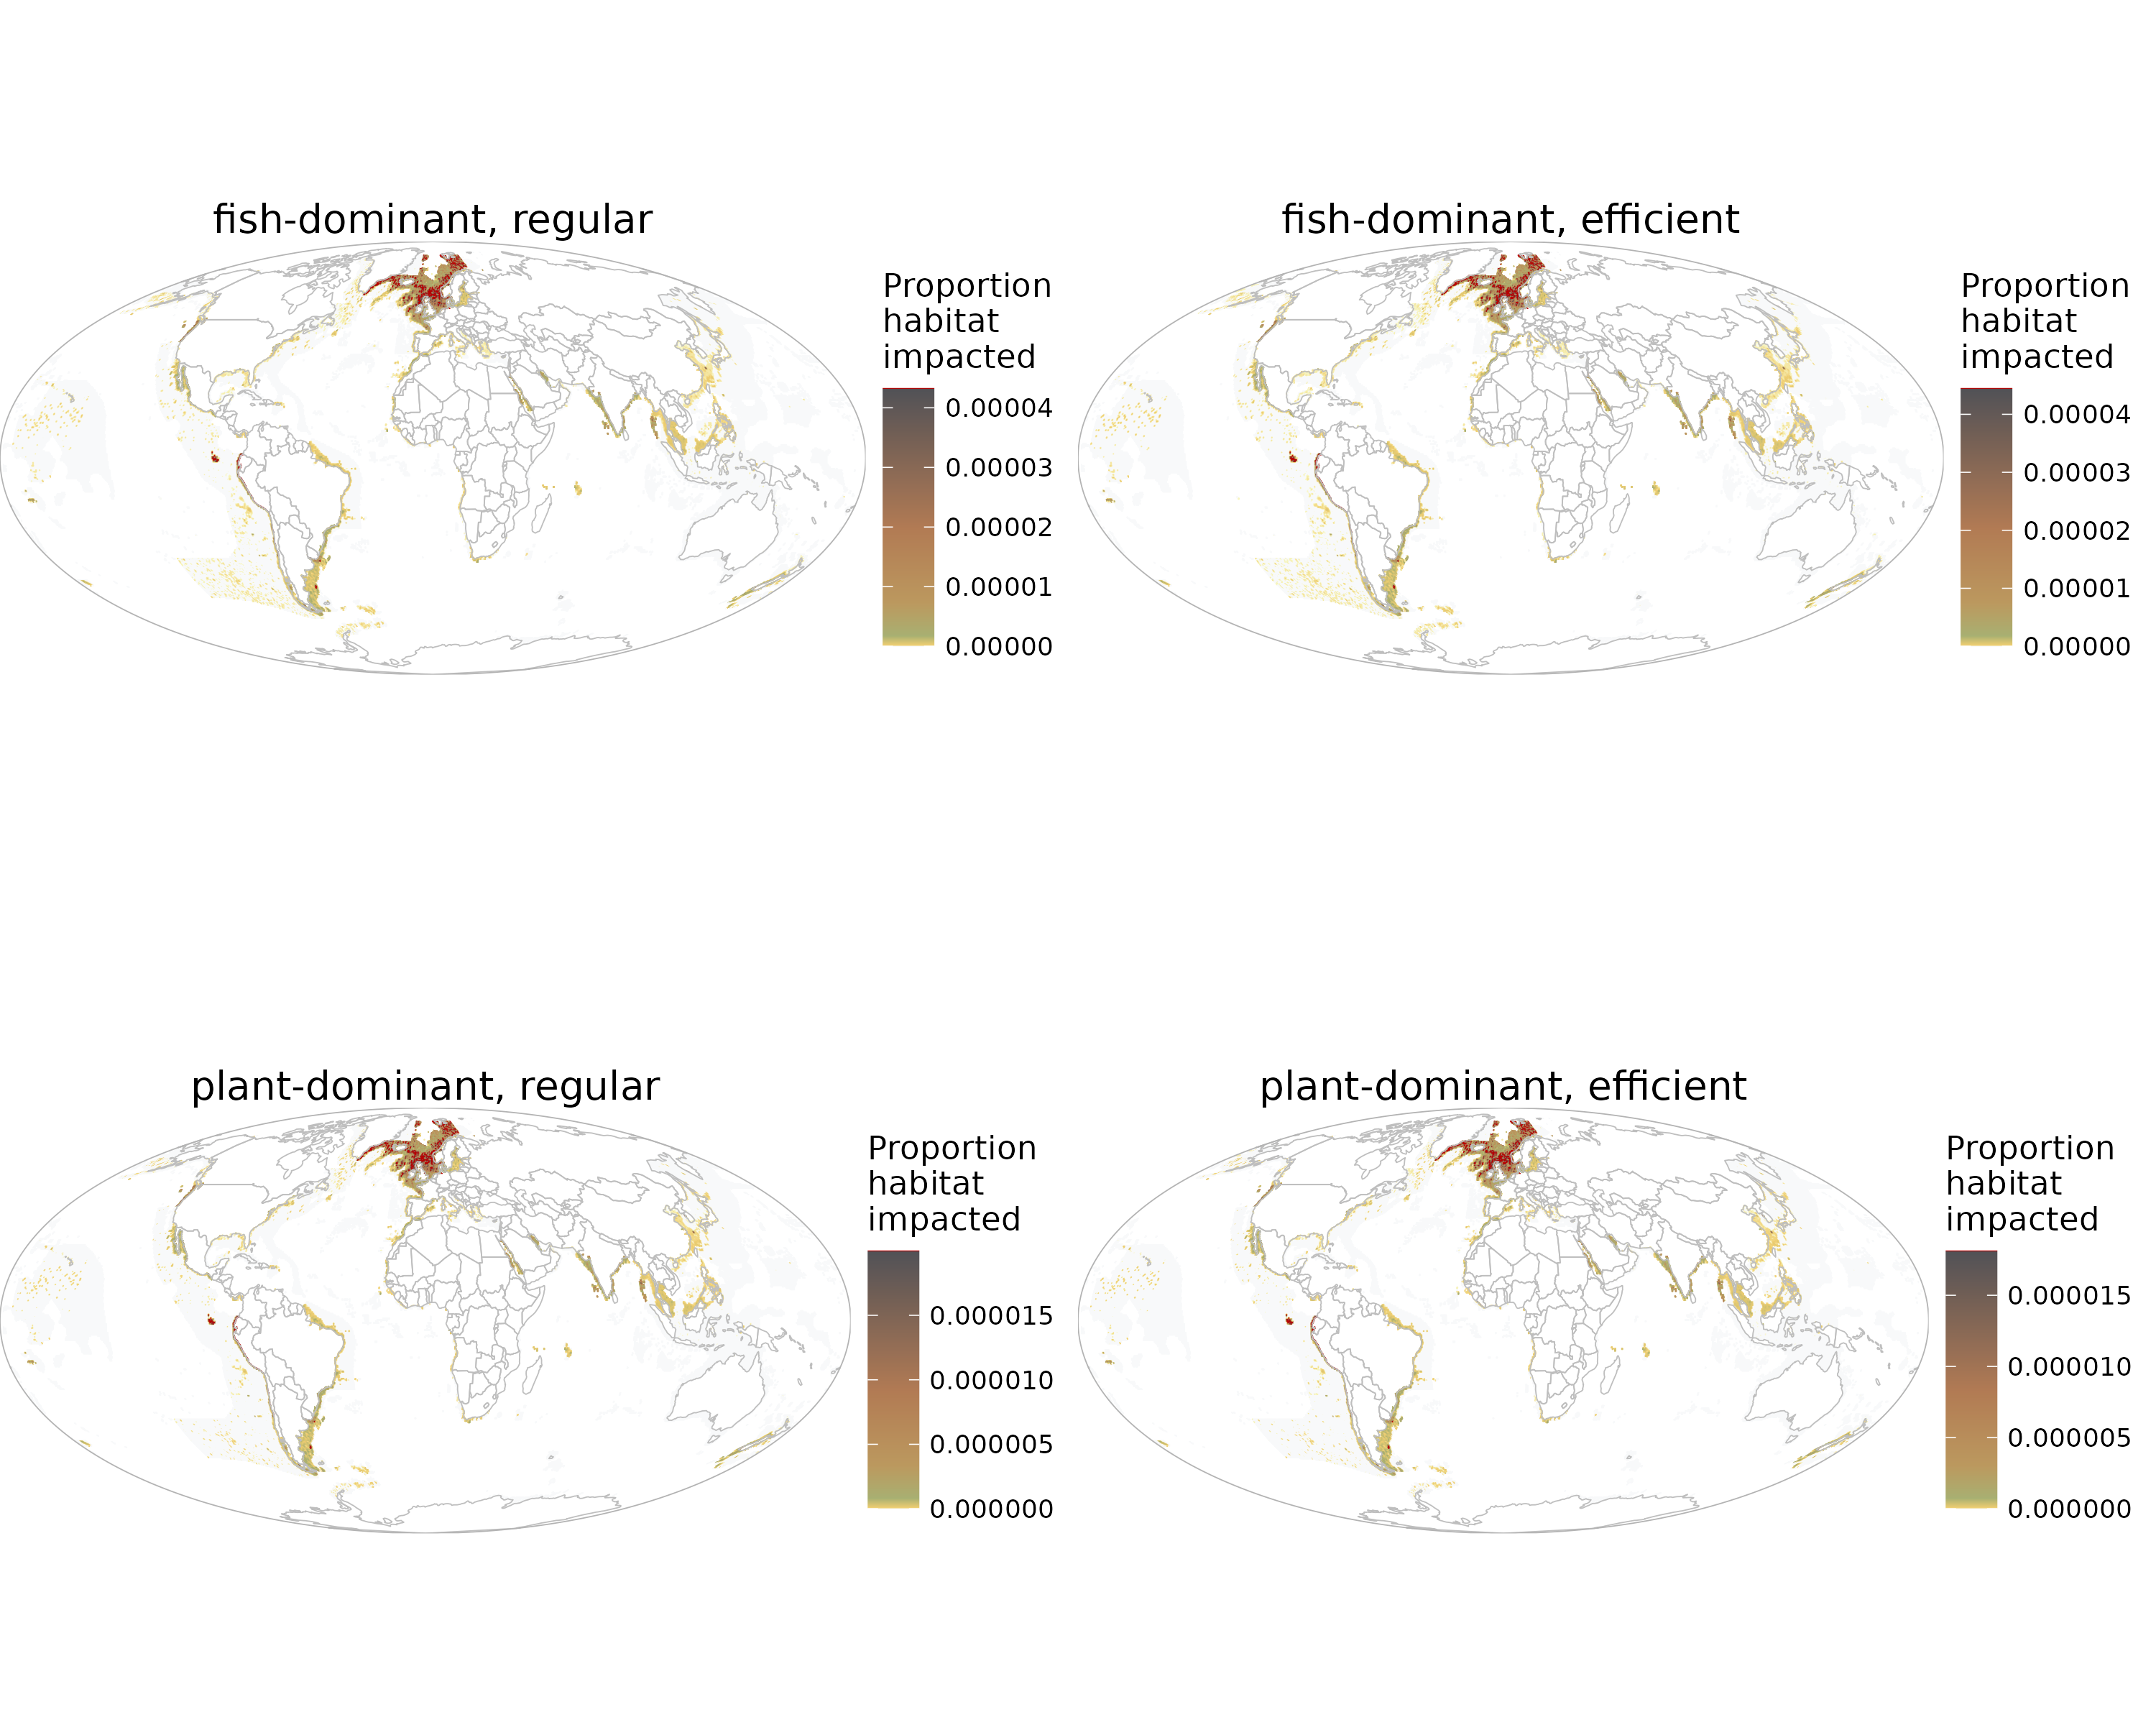 fish-dominant, regular
Proportion
habitat
impacted
0.00004
0.00003
0.00002
0.00001
0.00000
fish-dominant, efficient
Proportion
habitat
impacted
0.00004
0.00003
0.00002
0.00001
0.00000
plant-dominant, regular
Proportion
habitat
impacted
0.000015
0.000010
0.000005
0.000000
plant-dominant, efficient
Proportion
habitat
impacted
0.000015
0.000010
0.000005
0.000000